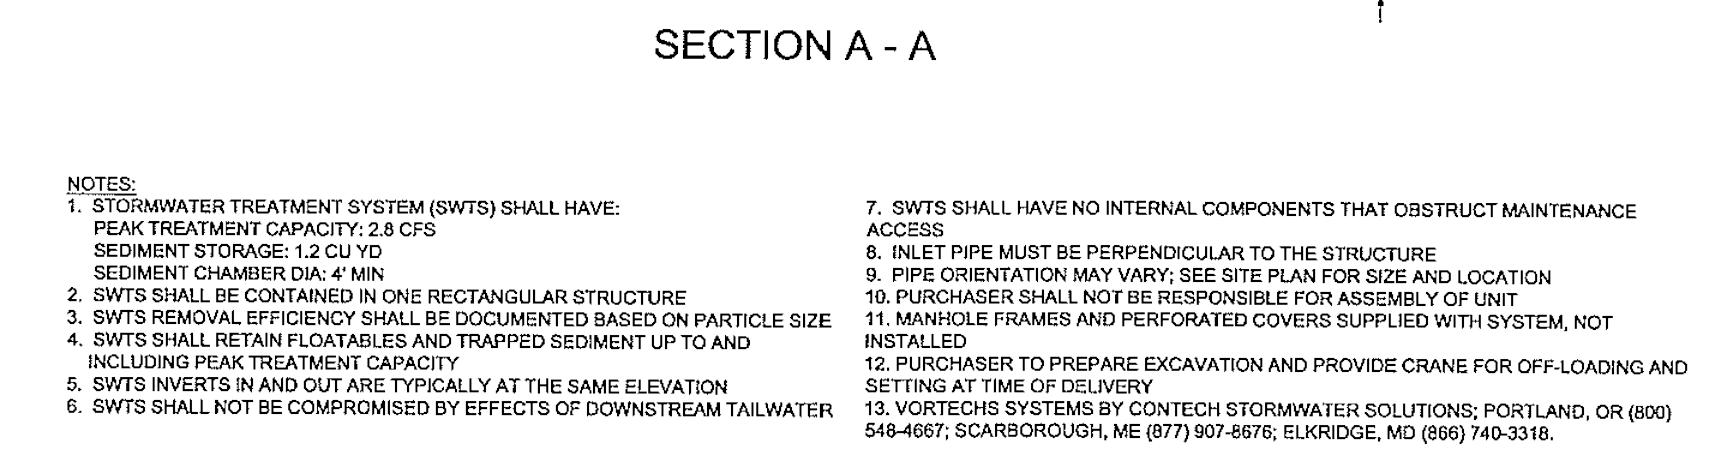 SECTION A - A
NOTES:
1. STORMWATER TREATMENT SYSTEM (SWTS) SHALL HAVE:
PEAK TREATMENT CAPACITY: 2.8 CFS
SEDIMENT STORAGE: 1.2 CU YD
SEDIMENT CHAMBER DIA: 4' MIN
2. SWTS SHALL BE CONTAINED IN ONE RECTANGULAR STRUCTURE
3. SWTS REMOVAL EFFICIENCY SHALL BE DOCUMENTED BASED ON PARTICLE SIZE
4. SWTS SHALL RETAIN FLOATABLES AND TRAPPED SEDIMENT UP TO AND
INCLUDING PEAK TREATMENT CAPACITY
5. SWTS INVERTS IN AND OUT ARE TYPICALLY AT THE SAME ELEVATION
6. SWTS SHALL NOT BE COMPROMISED BY EFFECTS OF DOWNSTREAM TAILWATER
7. SWTS SHALL HAVE NO INTERNAL COMPONENTS THAT OBSTRUCT MAINTENANCE
ACCESS
8. INLET PIPE MUST BE PERPENDICULAR TO THE STRUCTURE
9. PIPE ORIENTATION MAY VARY; SEE SITE PLAN FOR SIZE AND LOCATION
10. PURCHASER SHALL NOT BE RESPONSIBLE FOR ASSEMBLY OF UNIT
11. MANHOLE FRAMES AND PERFORATED COVERS SUPPLIED WITH SYSTEM, NOT
INSTALLED
12. PURCHASER TO PREPARE EXCAVATION AND PROVIDE CRANE FOR OFF-LOADING AND
SETTING AT TIME OF DELIVERY
13. VORTECHS SYSTEMS BY CONTECH STORMWATER SOLUTIONS; PORTLAND, OR (800)
548-4667; SCARBOROUGH, ME (877) 907-8676; ELKRIDGE, MD (866) 740-3318.